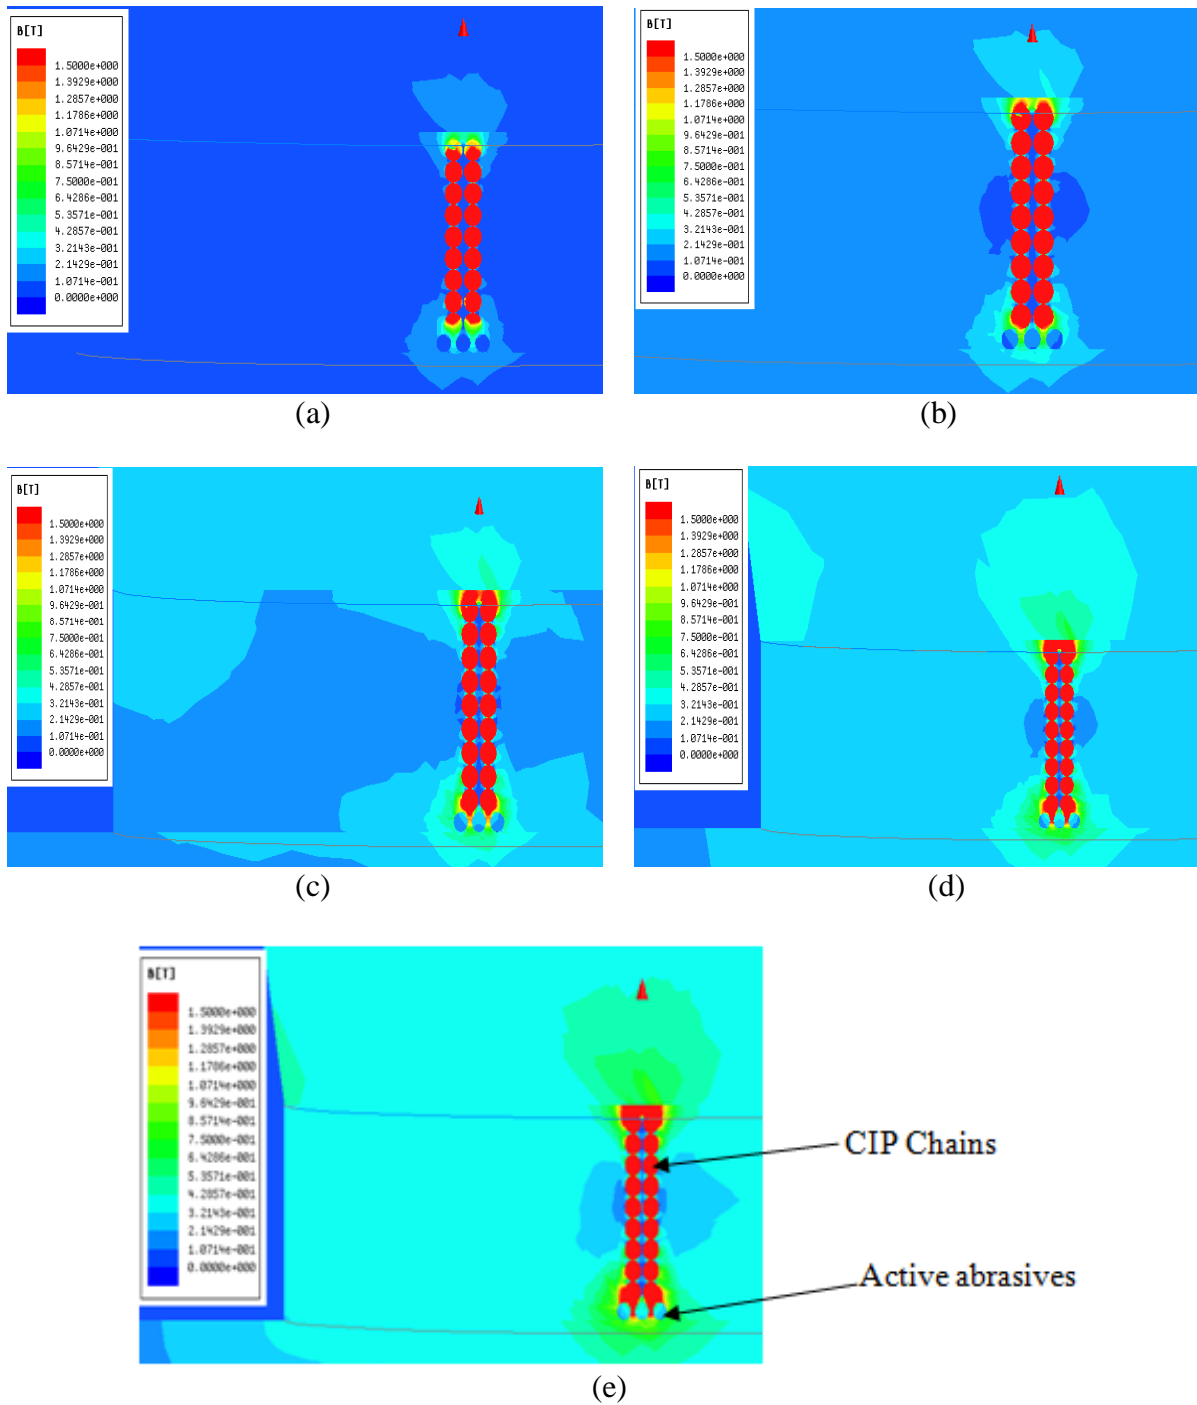 B[T]
1.5000e+000
1.3929e+000
1.2857e+000
1.1786e+000
1.0714e+000
9.6429e-001
8.5714e-001
7.5000e-001
6.4286e-001
5.3571e-001
4.2857e-001
3.2143e-001
2.1429e-001
1.0714e-001
0.0000e+000
(a)
B[T]
1.5000e+000
1.3929e+000
1.2857e+000
1.1786e+000
1.0714e+000
9.6429e-001
8.5714e-001
7.5000e-001
6.4286e-001
5.3571e-001
4.2857e-001
3.2143e-001
2.1429e-001
1.0714e-001
0.0000e+000
(b)
B[T]
1.5000e+000
1.3929e+000
1.2857e+000
1.1786e+000
1.0714e+000
9.6429e-001
8.5714e-001
7.5000e-001
6.4286e-001
5.3571e-001
4.2857e-001
3.2143e-001
2.1429e-001
1.0714e-001
0.0000e+000
(c)
B[T]
1.5000e+000
1.3929e+000
1.2857e+000
1.1786e+000
1.0714e+000
9.6429e-001
8.5714e-001
7.5000e-001
6.4286e-001
5.3571e-001
4.2857e-001
3.2143e-001
2.1429e-001
1.0714e-001
0.0000e+000
(d)
B[T]
1.5000e+000
1.3929e+000
1.2857e+000
1.1786e+000
1.0714e+000
9.6429e-001
8.5714e-001
7.5000e-001
6.4286e-001
5.3571e-001
4.2857e-001
3.2143e-001
2.1429e-001
1.0714e-001
0.0000e+000
CIP Chains
Active abrasives
(e)